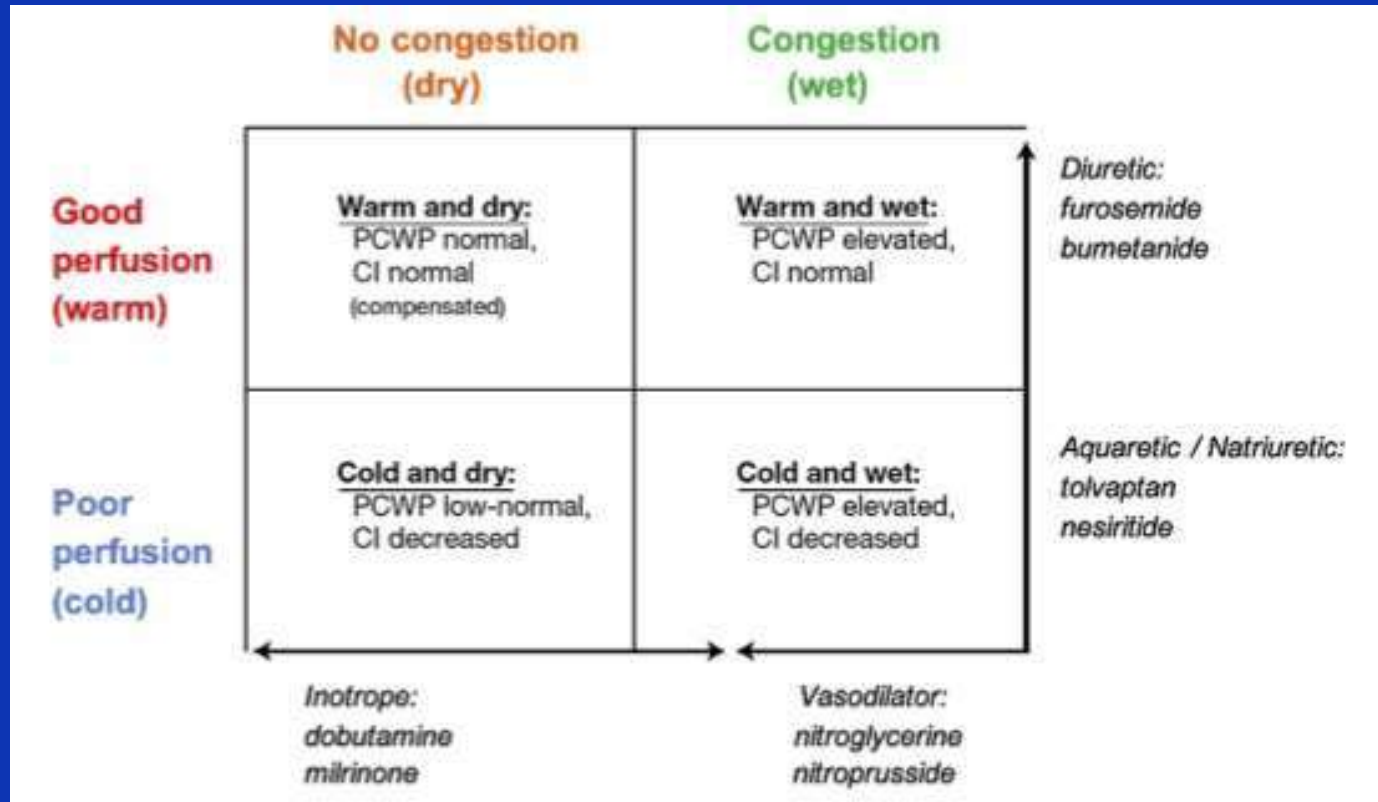 No congestion
(dry)
Congestion
(wet)
Good
perfusion
(warm)
Warm and dry:
PCWP normal,
CI normal
(compensated)
Warm and wet:
PCWP elevated,
CI normal
Diuretic:
furosemide
bumetanide
Poor
perfusion
(cold)
Cold and dry:
PCWP low-normal,
CI decreased
Cold and wet:
PCWP elevated,
CI decreased
Aquaretic / Natriuretic:
tolvaptan
nesiritide
Inotrope:
dobutamine
milrinone
Vasodilator:
nitroglycerine
nitroprusside